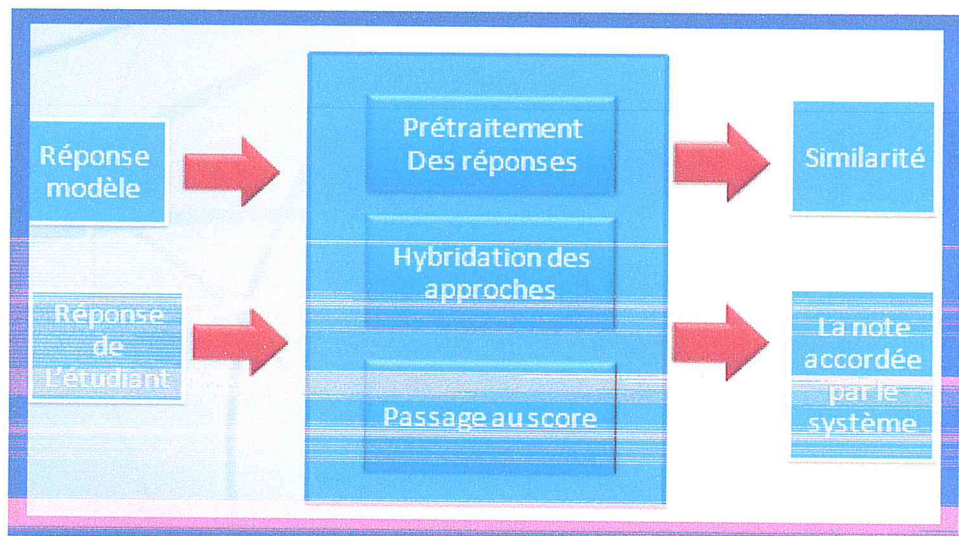 Réponse
modèle
Réponse
de
L'étudiant
Prétraitement
Des réponses
Hybridation des
approches
Passage au score
Similarité
La note
accordée
par le
système